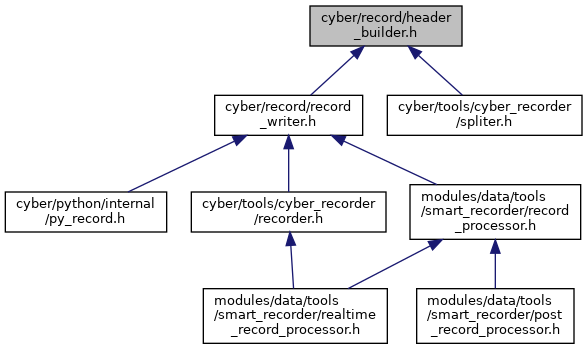 cyber/record/header
_builder.h
cyber/record/record
_writer.h
cyber/tools/cyber_recorder
/spliter.h
cyber/python/internal
/py_record.h
cyber/tools/cyber_recorder
/recorder.h
modules/data/tools
/smart_recorder/record
_processor.h
modules/data/tools
/smart_recorder/realtime
_record_processor.h
modules/data/tools
/smart_recorder/post
_record_processor.h